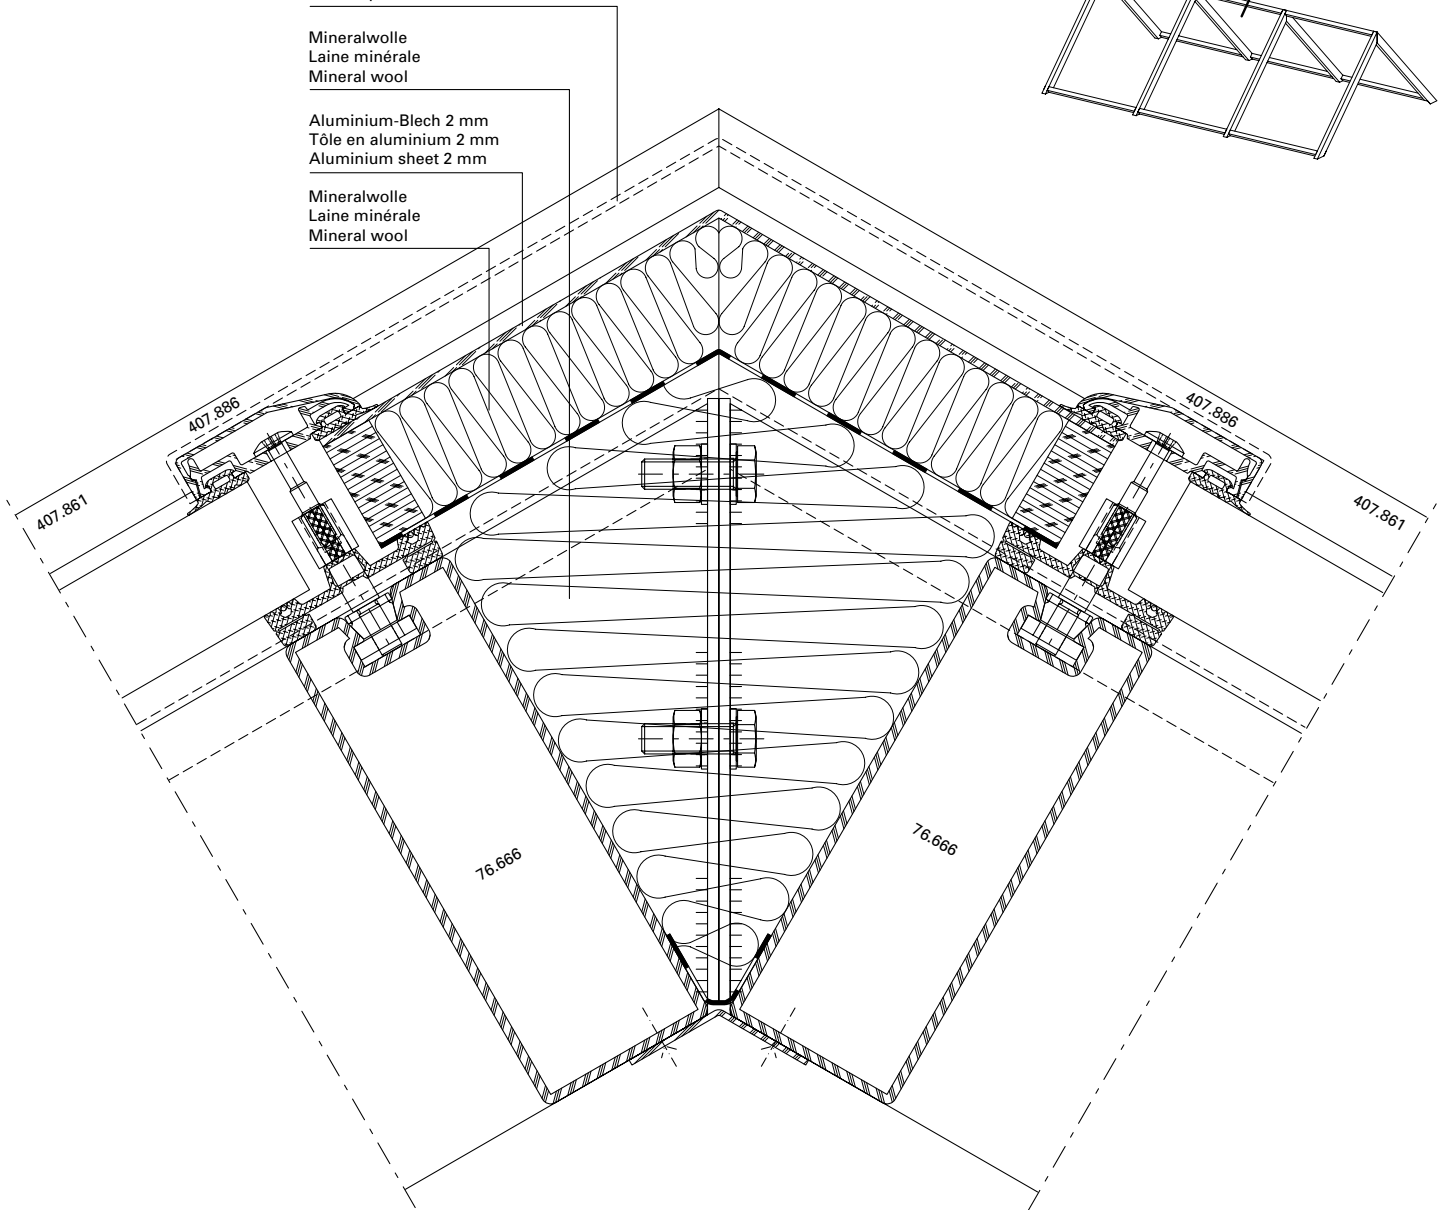 Mineralwolle
Laine minérale
Mineral wool
Aluminium-Blech 2 mm
Tôle en aluminium 2 mm
Aluminium sheet 2 mm
Mineralwolle
Laine minérale
Mineral wool
407.886
407.886
407.861
407.861
76.666
76.666